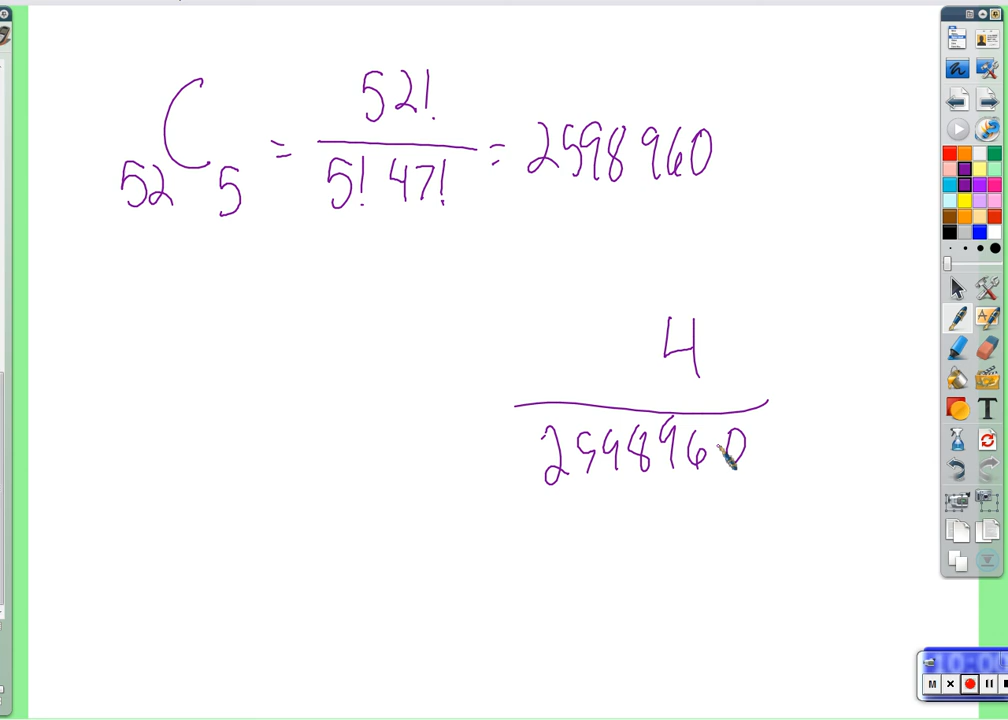 ₅₂C₅ = 52! / 5! 47! = 2598960
4 / 2598960
T
M